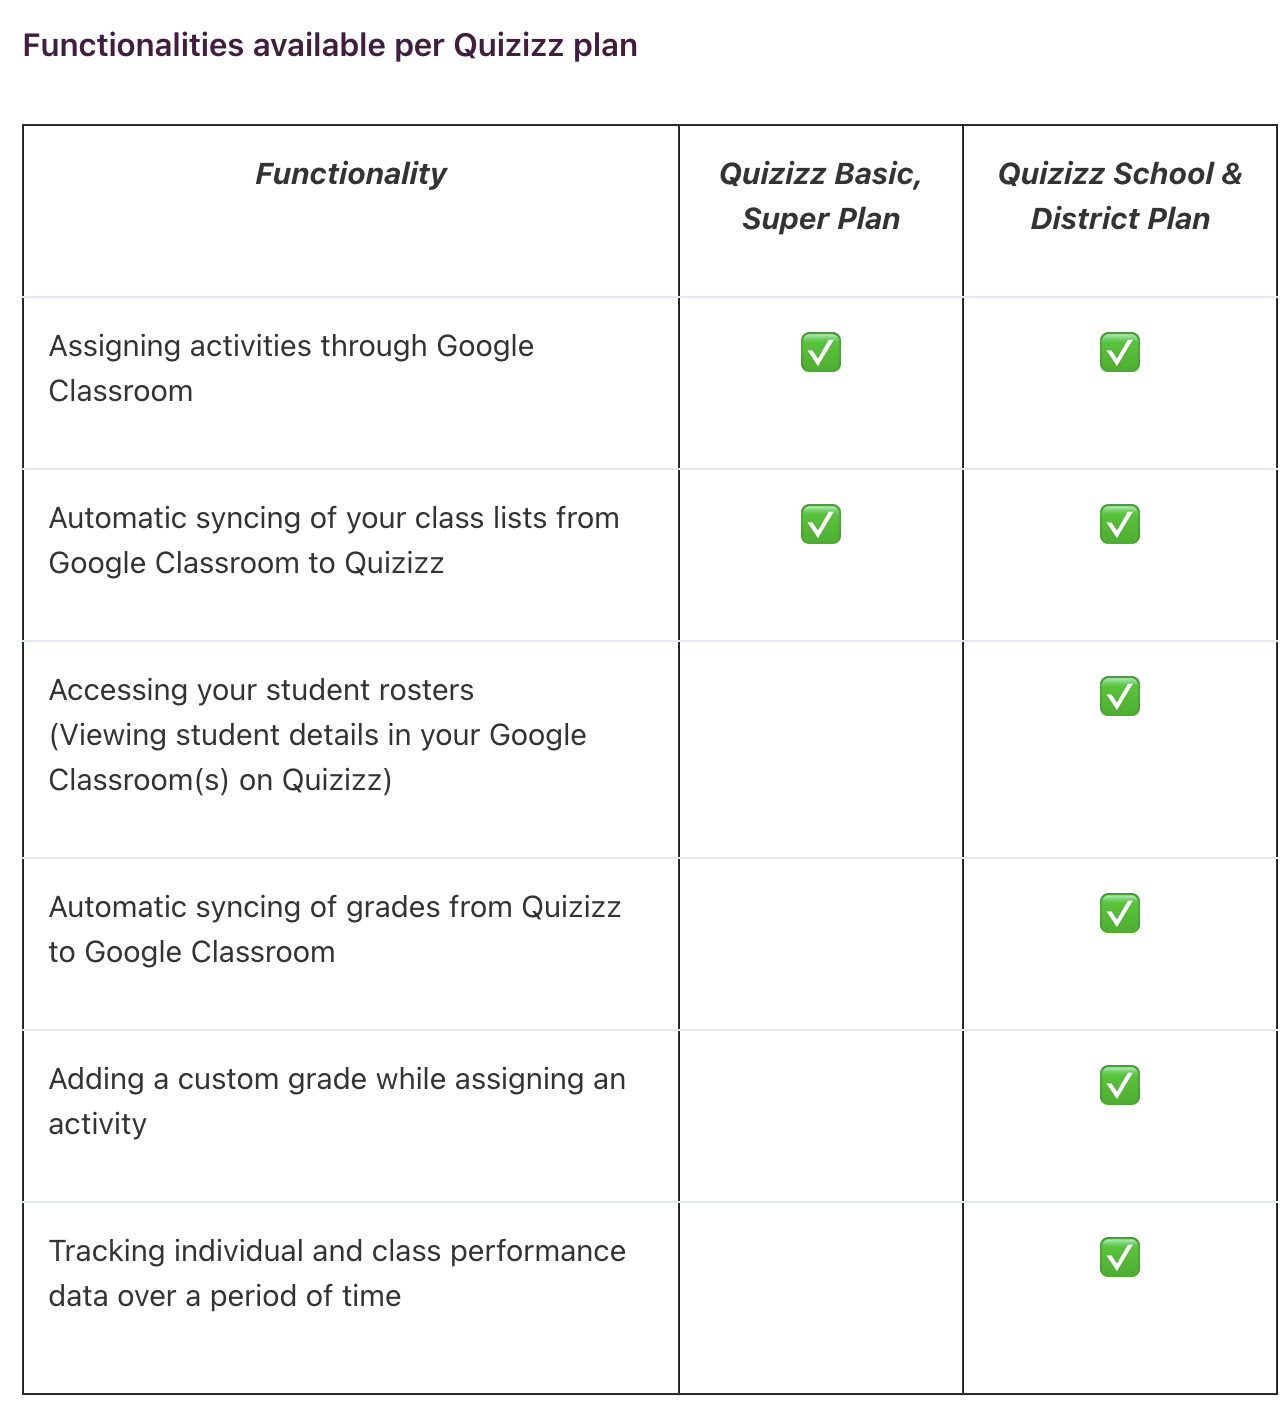 Functionalities available per Quizizz plan
Functionality
Quizizz Basic,
Super Plan
Quizizz School &
District Plan
Assigning activities through Google
Classroom
✅
✅
Automatic syncing of your class lists from
Google Classroom to Quizizz
✅
✅
Accessing your student rosters
(Viewing student details in your Google
Classroom(s) on Quizizz)
✅
Automatic syncing of grades from Quizizz
to Google Classroom
✅
Adding a custom grade while assigning an
activity
✅
Tracking individual and class performance
data over a period of time
✅